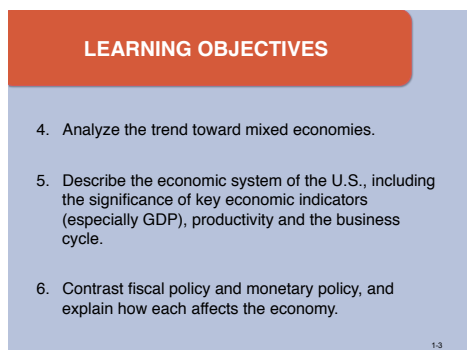 LEARNING OBJECTIVES
4. Analyze the trend toward mixed economies.
5. Describe the economic system of the U.S., including
the significance of key economic indicators
(especially GDP), productivity and the business
cycle.
6. Contrast fiscal policy and monetary policy, and
explain how each affects the economy.
1-3